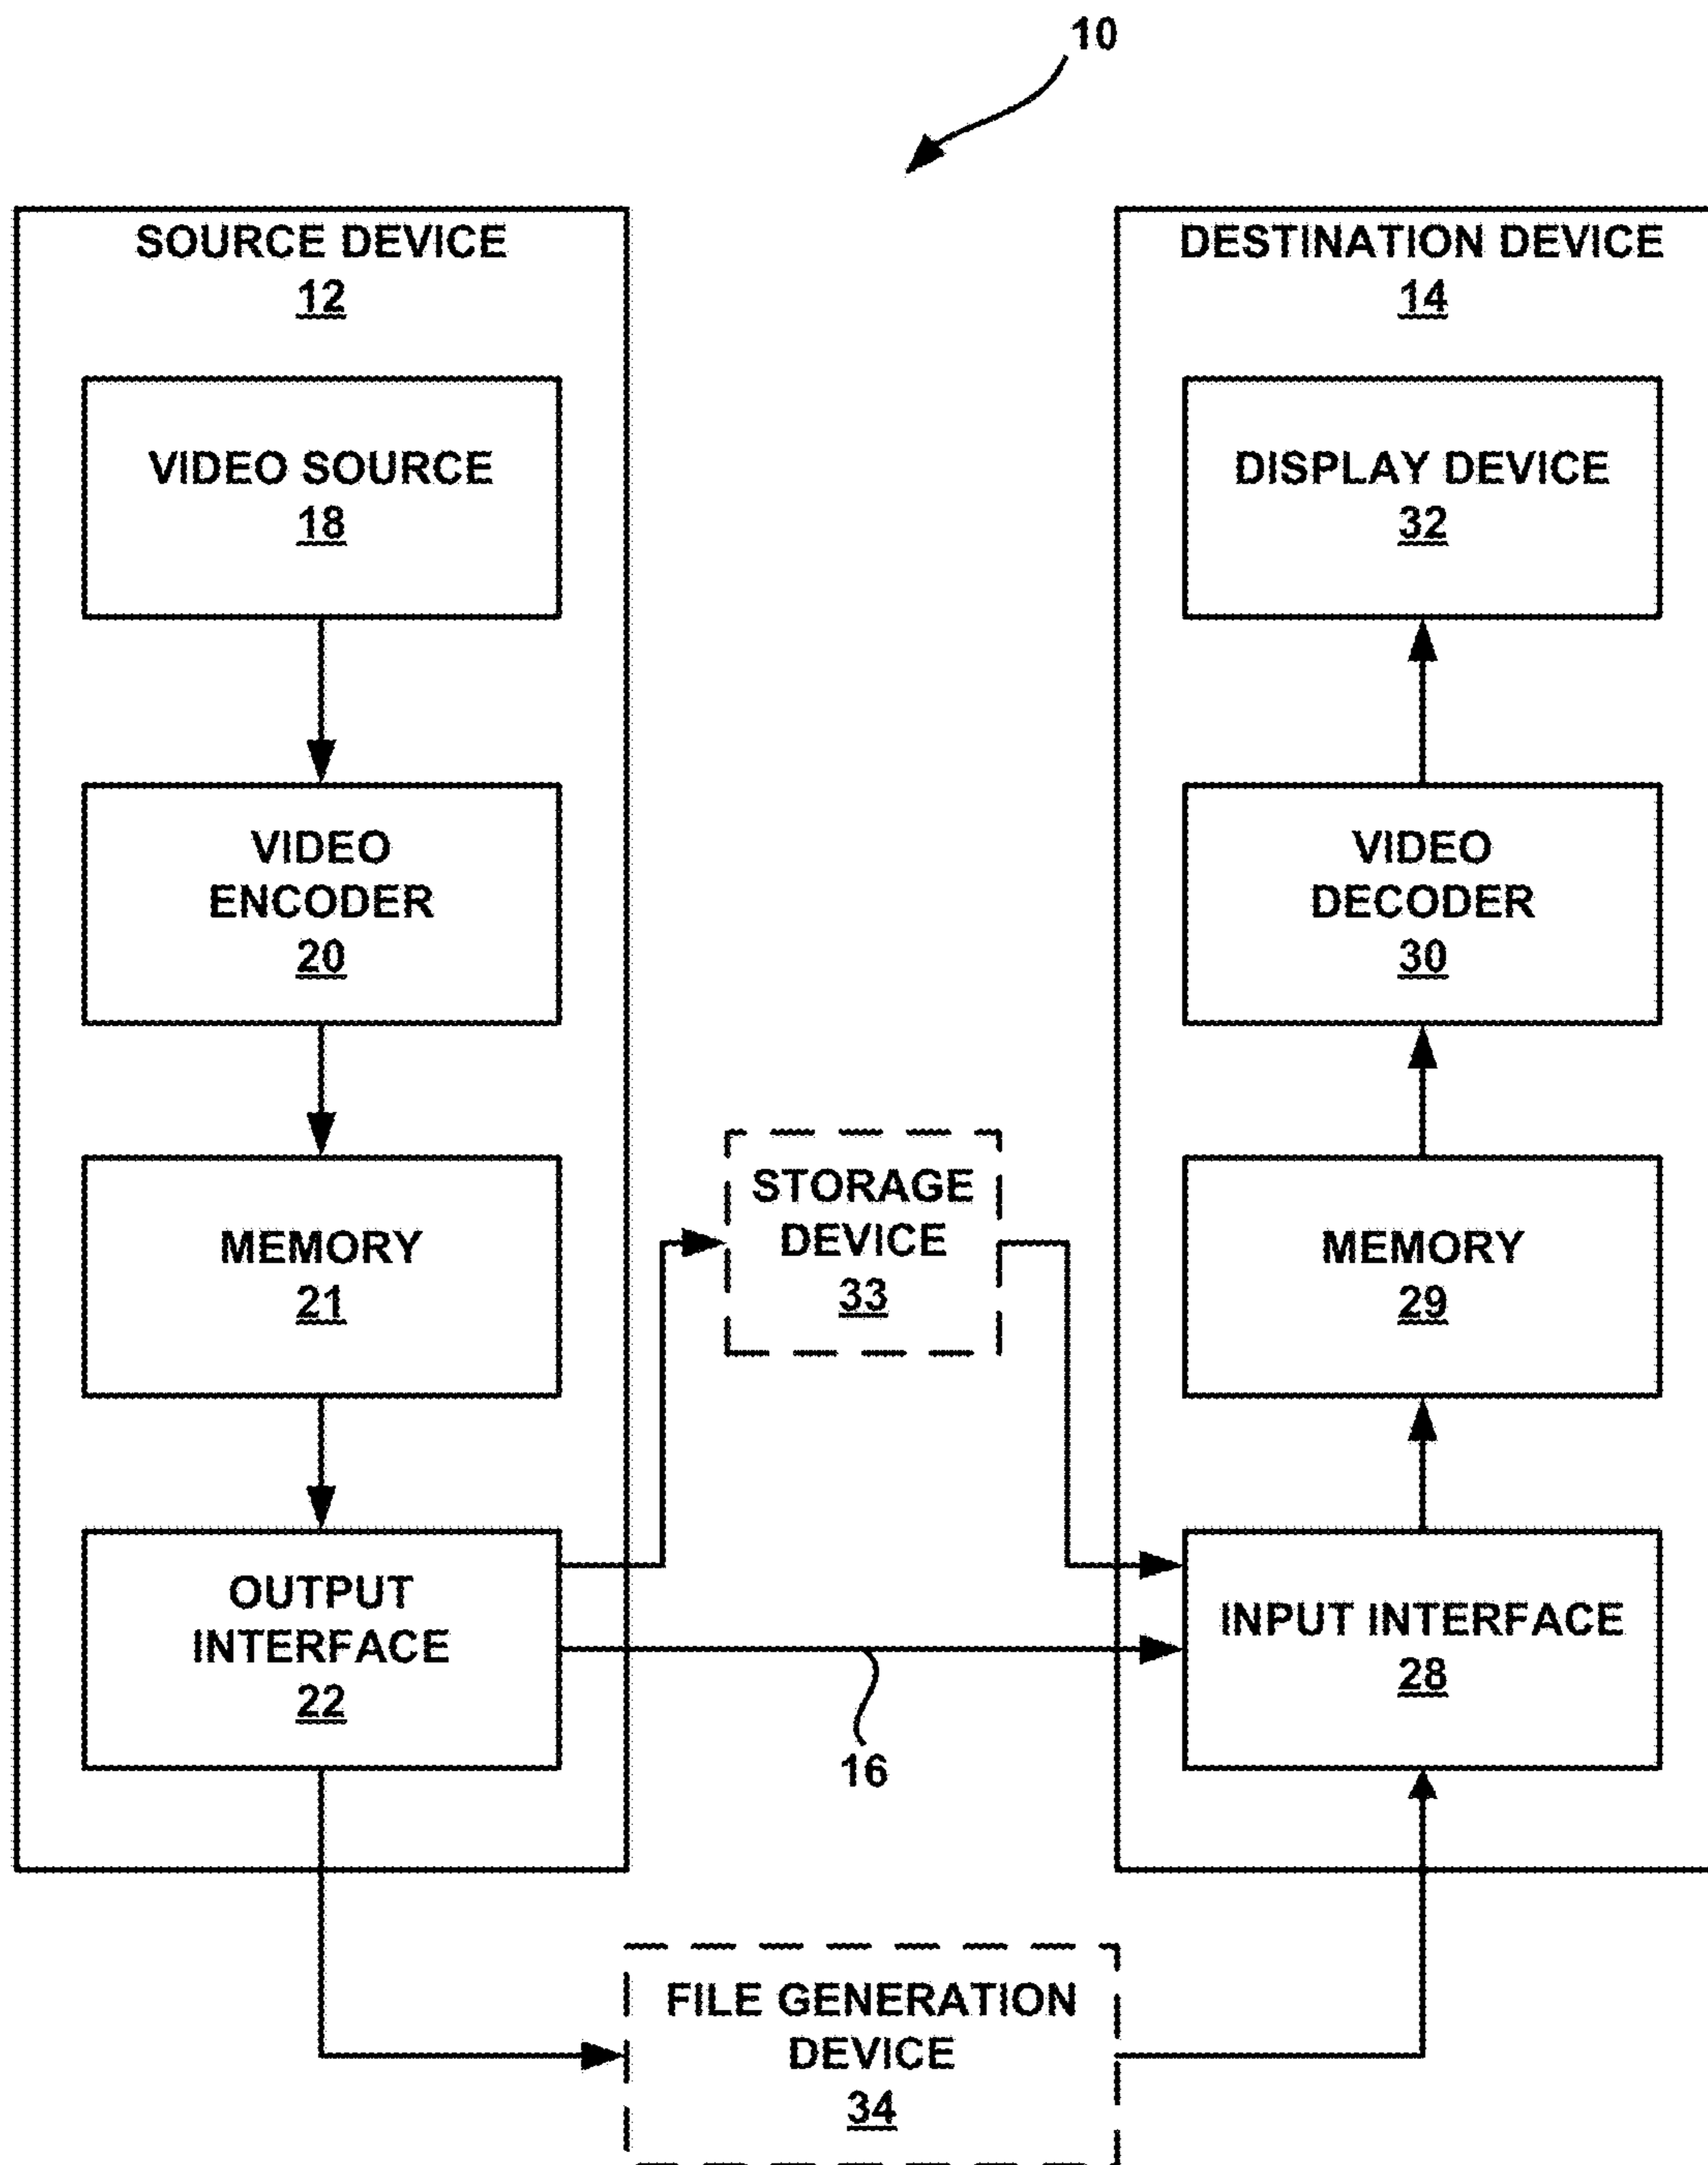 10
SOURCE DEVICE
12
VIDEO SOURCE
18
VIDEO
ENCODER
20
MEMORY
21
OUTPUT
INTERFACE
22
STORAGE
DEVICE
33
16
DESTINATION DEVICE
14
DISPLAY DEVICE
32
VIDEO
DECODER
30
MEMORY
29
INPUT INTERFACE
28
FILE GENERATION
DEVICE
34